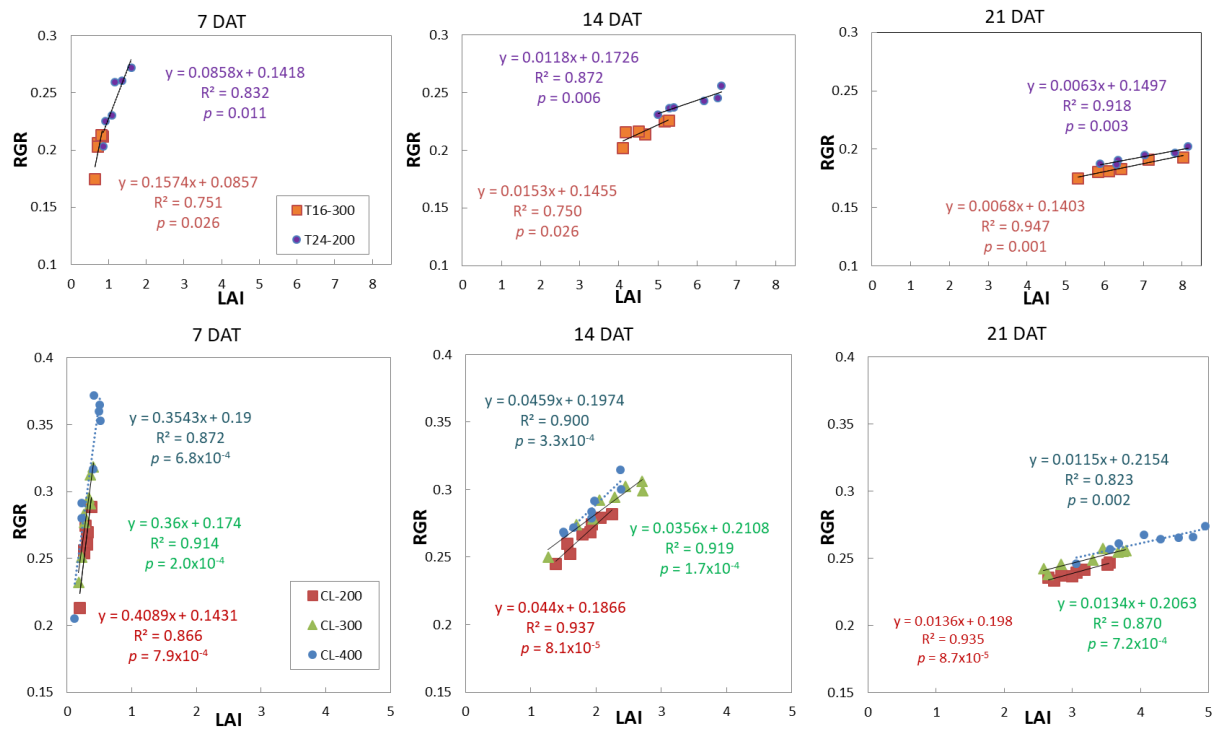 7 DAT
0.3
0.25
0.2
0.15
0.1
RGR
y = 0.0858x + 0.1418
R² = 0.832
p = 0.011
y = 0.1574x + 0.0857
R² = 0.751
p = 0.026
T16-300
T24-200
0 1 2 3 4 5 6 7 8
LAI
14 DAT
0.3
0.25
0.2
0.15
0.1
RGR
y = 0.0118x + 0.1726
R² = 0.872
p = 0.006
y = 0.0153x + 0.1455
R² = 0.750
p = 0.026
0 1 2 3 4 5 6 7 8
LAI
21 DAT
0.3
0.25
0.2
0.15
0.1
RGR
y = 0.0063x + 0.1497
R² = 0.918
p = 0.003
y = 0.0068x + 0.1403
R² = 0.947
p = 0.001
0 1 2 3 4 5 6 7 8
LAI
7 DAT
0.4
0.35
0.3
0.25
0.2
0.15
RGR
y = 0.3543x + 0.19
R² = 0.872
p = 6.8x10⁻⁴
y = 0.36x + 0.174
R² = 0.914
p = 2.0x10⁻⁴
y = 0.4089x + 0.1431
R² = 0.866
p = 7.9x10⁻⁴
CL-200
CL-300
CL-400
0 1 2 3 4 5
LAI
14 DAT
0.4
0.35
0.3
0.25
0.2
0.15
RGR
y = 0.0459x + 0.1974
R² = 0.900
p = 3.3x10⁻⁴
y = 0.0356x + 0.2108
R² = 0.919
p = 1.7x10⁻⁴
y = 0.044x + 0.1866
R² = 0.937
p = 8.1x10⁻⁵
0 1 2 3 4 5
LAI
21 DAT
0.4
0.35
0.3
0.25
0.2
0.15
RGR
y = 0.0115x + 0.2154
R² = 0.823
p = 0.002
y = 0.0134x + 0.2063
R² = 0.870
p = 7.2x10⁻⁴
y = 0.0136x + 0.198
R² = 0.935
p = 8.7x10⁻⁵
0 1 2 3 4 5
LAI